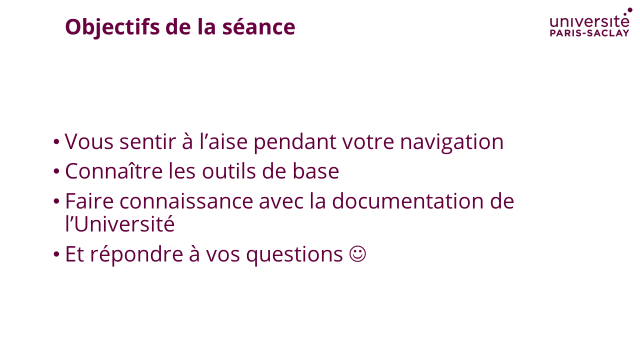 Objectifs de la séance
université
PARIS-SACLAY
• Vous sentir à l’aise pendant votre navigation
• Connaître les outils de base
• Faire connaissance avec la documentation de
l’Université
• Et répondre à vos questions ☺